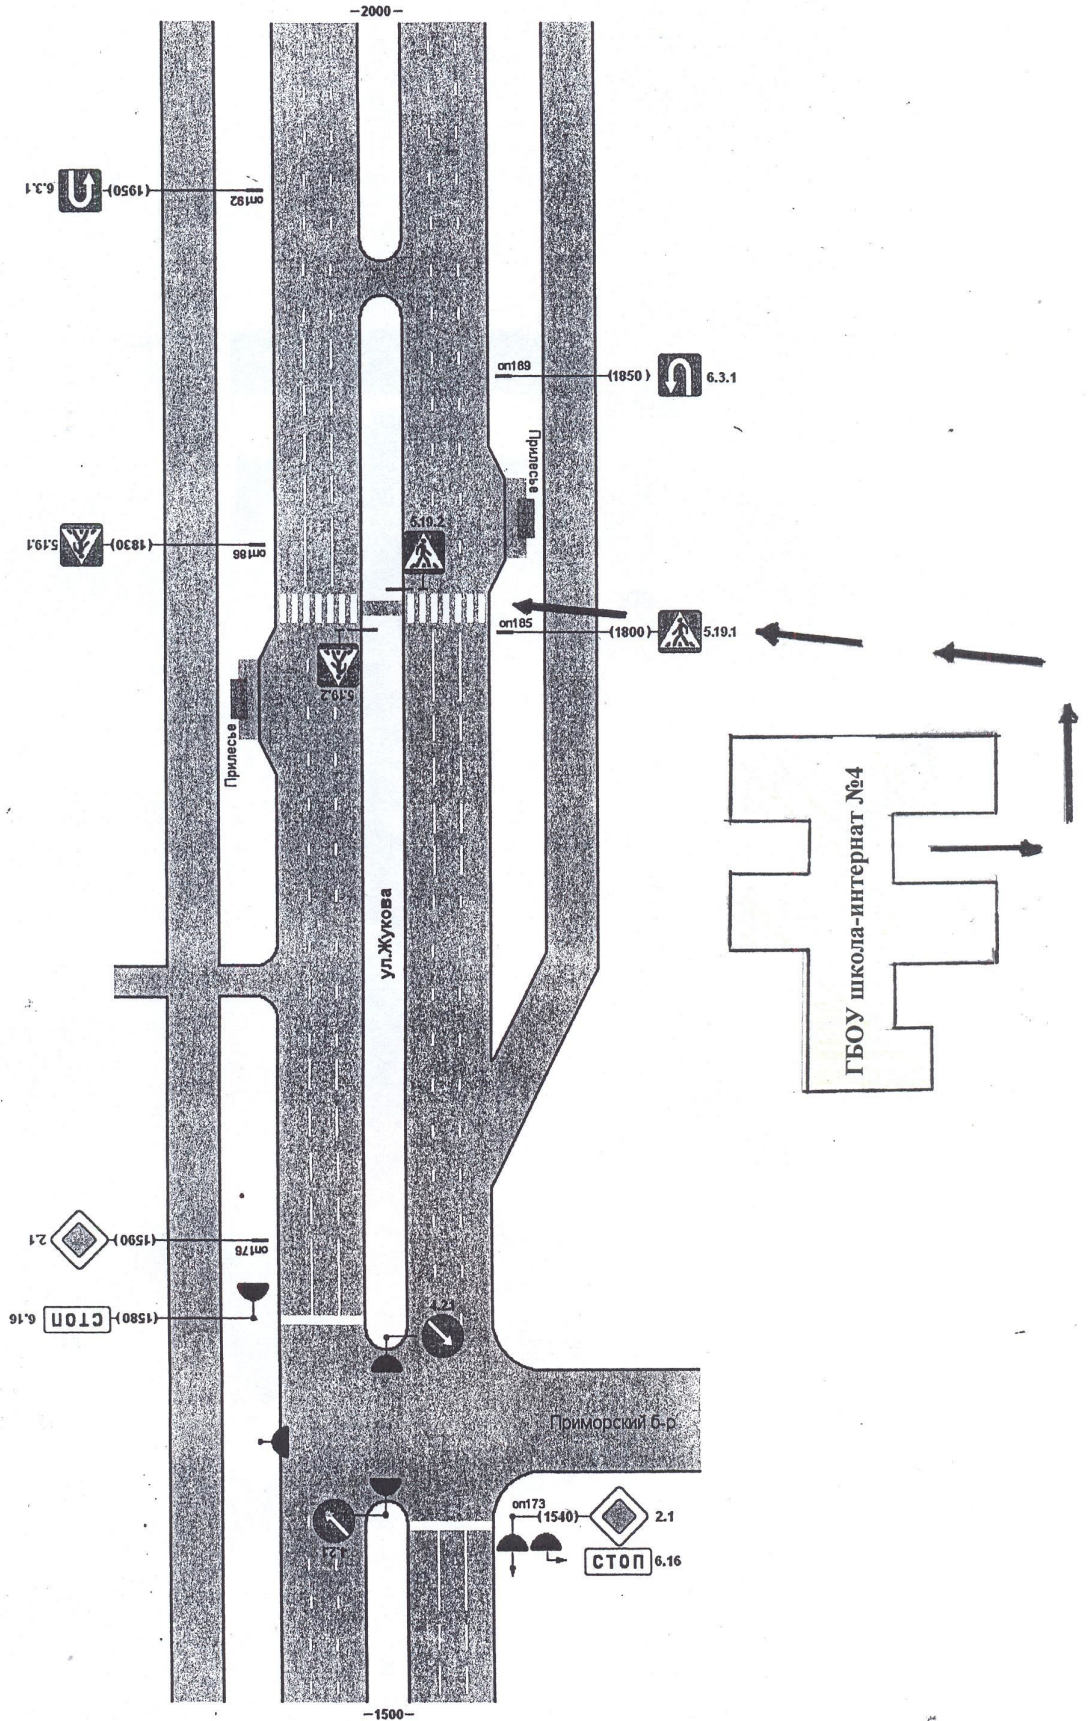 —2000—
6.3.1
(1950)
оп192
оп189
(1850)
6.3.1
Прилесье
5.19.2
5.19.1
(1830)
оп186
оп185
(1800)
5.19.1
5.19.2
Прилесье
ГБОУ школа-интернат №4
ул.Жукова
2.1
(1590)
оп176
6.16
СТОП
(1580)
4.2.1
Приморский б-р
оп173
(1540)
2.1
4.2.1
СТОП
6.16
—1500—